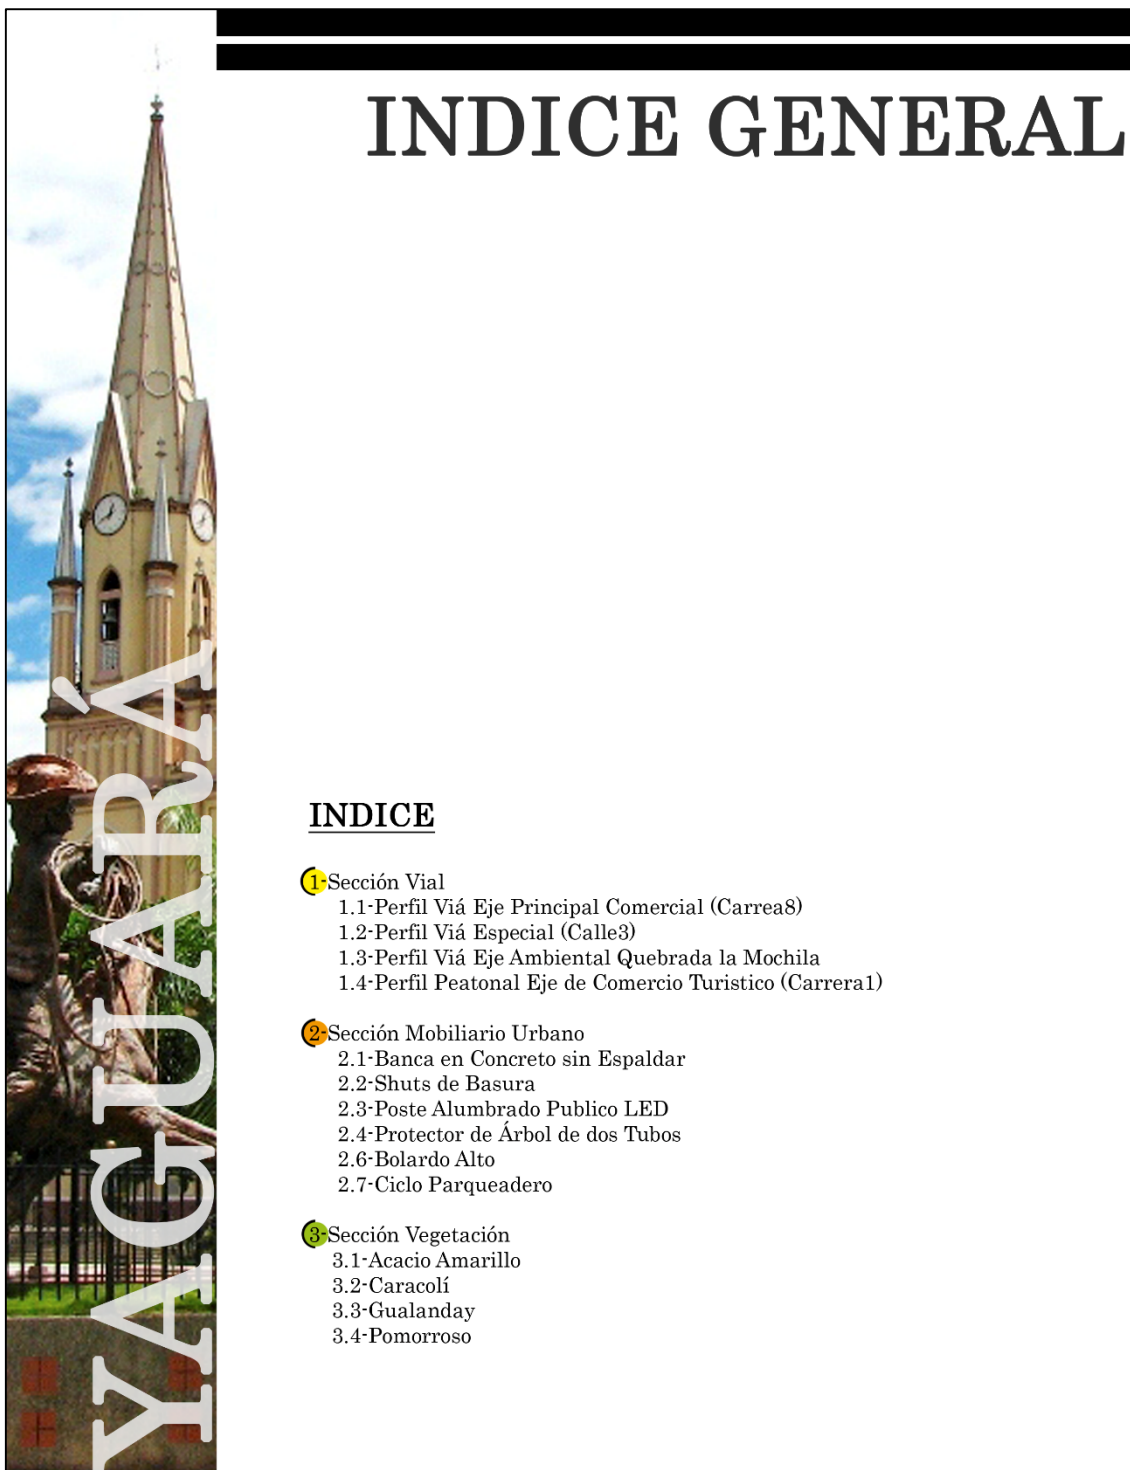 INDICE GENERAL
YAGUARÁ
INDICE
1-Sección Vial
1.1-Perfil Viá Eje Principal Comercial (Carrea8)
1.2-Perfil Viá Especial (Calle3)
1.3-Perfil Viá Eje Ambiental Quebrada la Mochila
1.4-Perfil Peatonal Eje de Comercio Turistico (Carrera1)
2-Sección Mobiliario Urbano
2.1-Banca en Concreto sin Espaldar
2.2-Shuts de Basura
2.3-Poste Alumbrado Publico LED
2.4-Protector de Árbol de dos Tubos
2.6-Bolardo Alto
2.7-Ciclo Parqueadero
3-Sección Vegetación
3.1-Acacio Amarillo
3.2-Caracolí
3.3-Gualanday
3.4-Pomorroso